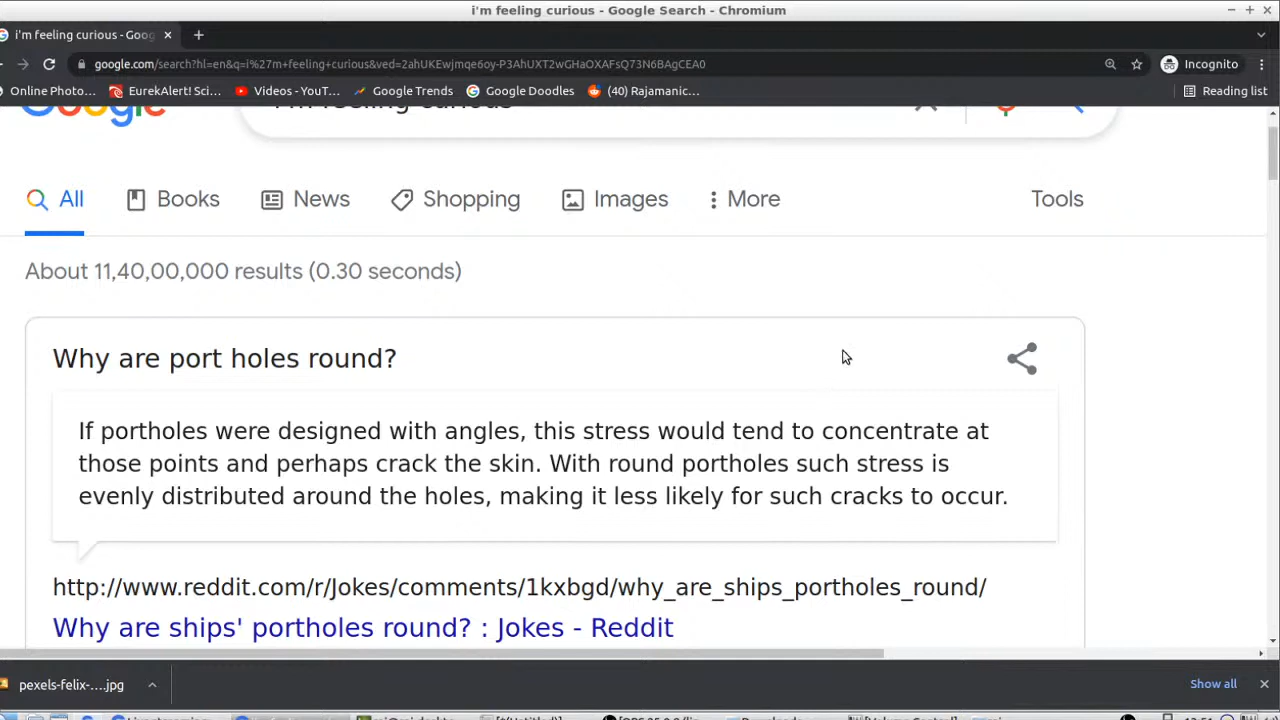 i'm feeling curious - Google Search - Chromium
i'm feeling curious - Goog
google.com/search?hl=en&q=i%27m+feeling+curious&ved=2ahUKEwjmqe6oy-P3AhUXT2wGHaOXAFsQ73N6BAgCEA0
Incognito
Online Photo… EurekAlert! Sci… Videos - YouT… Google Trends Google Doodles (40) Rajamanic… Reading list
Google i'm feeling curious
All Books News Shopping Images More Tools
About 11,40,00,000 results (0.30 seconds)
Why are port holes round?
If portholes were designed with angles, this stress would tend to concentrate at
those points and perhaps crack the skin. With round portholes such stress is
evenly distributed around the holes, making it less likely for such cracks to occur.
http://www.reddit.com/r/Jokes/comments/1kxbgd/why_are_ships_portholes_round/
Why are ships' portholes round? : Jokes - Reddit
pexels-felix-....jpg Show all